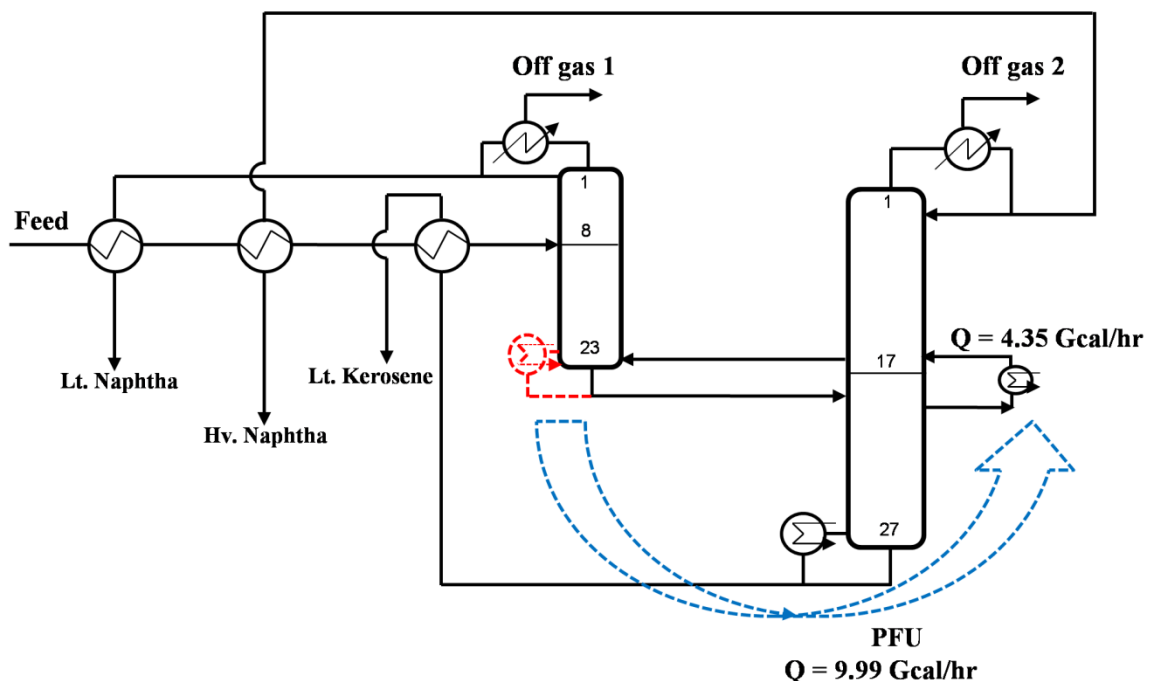 Off gas 1
Off gas 2
1
1
Feed
8
23
17
Q = 4.35 Gcal/hr
Lt. Naphtha
Lt. Kerosene
Hv. Naphtha
27
PFU
Q = 9.99 Gcal/hr